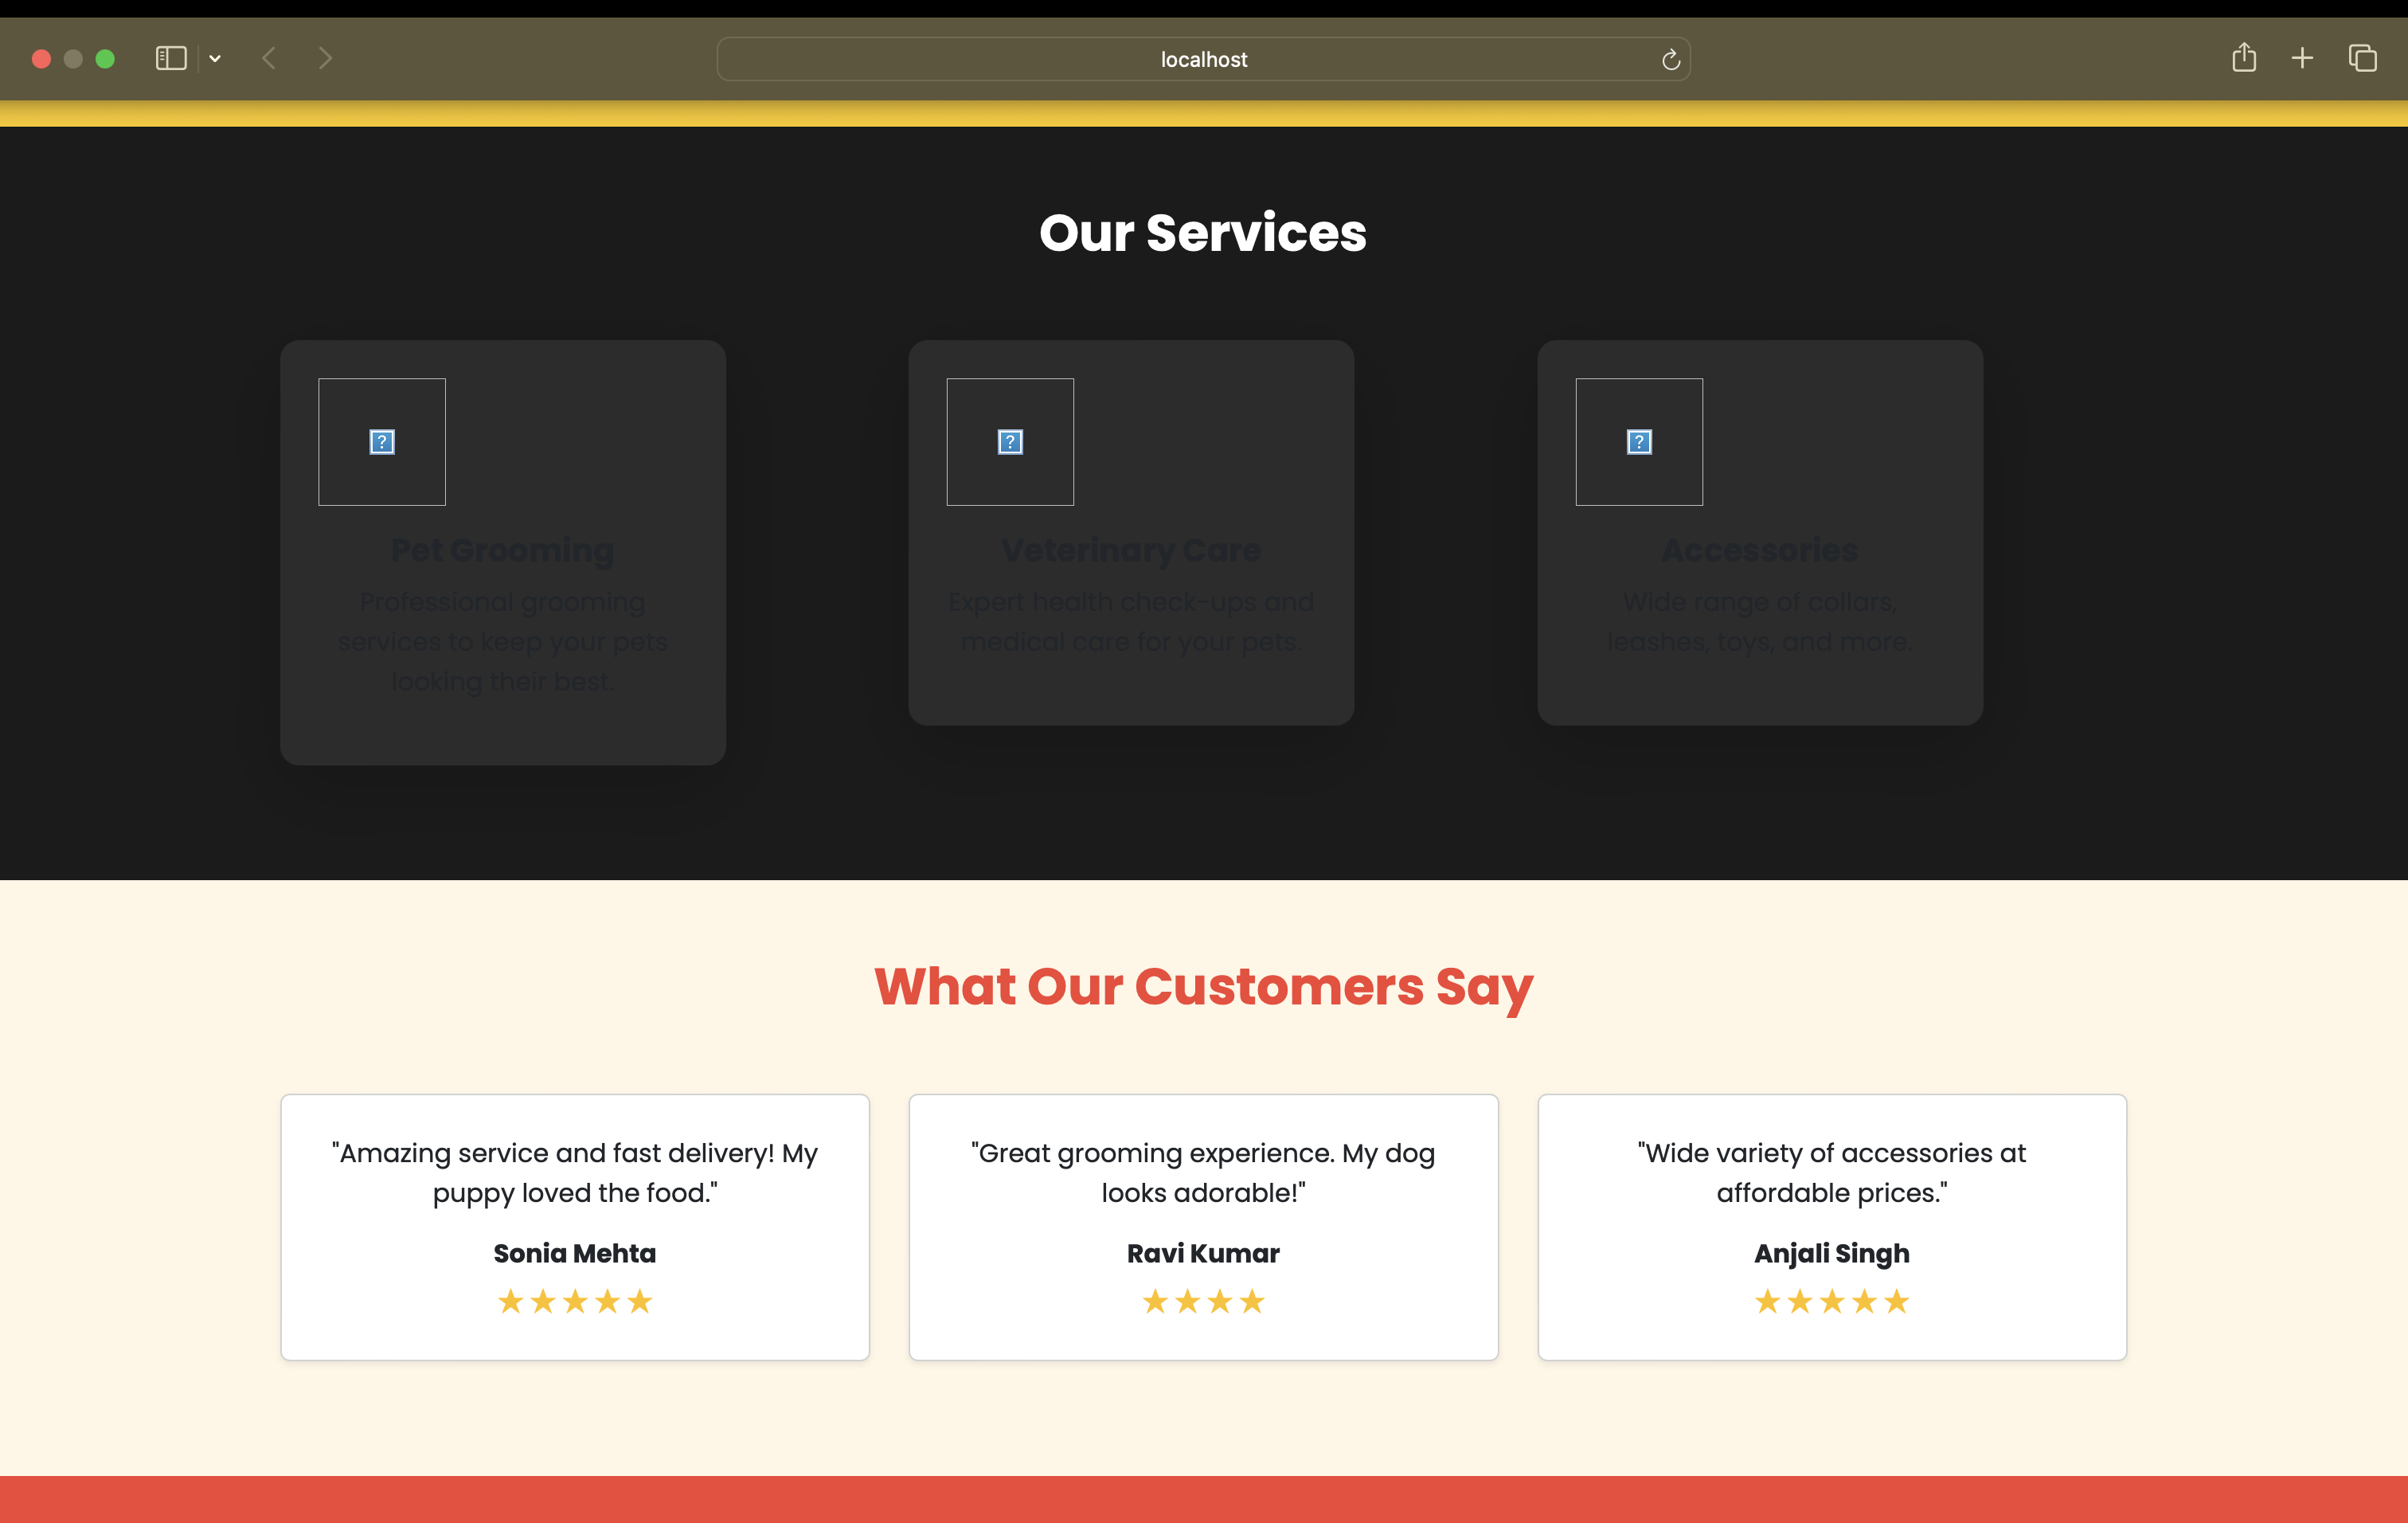 localhost
Our Services
Pet Grooming
Professional grooming
services to keep your pets
looking their best.
Veterinary Care
Expert health check-ups and
medical care for your pets.
Accessories
Wide range of collars,
leashes, toys, and more.
What Our Customers Say
"Amazing service and fast delivery! My
puppy loved the food."
Sonia Mehta
★★★★★
"Great grooming experience. My dog
looks adorable!"
Ravi Kumar
★★★★
"Wide variety of accessories at
affordable prices."
Anjali Singh
★★★★★